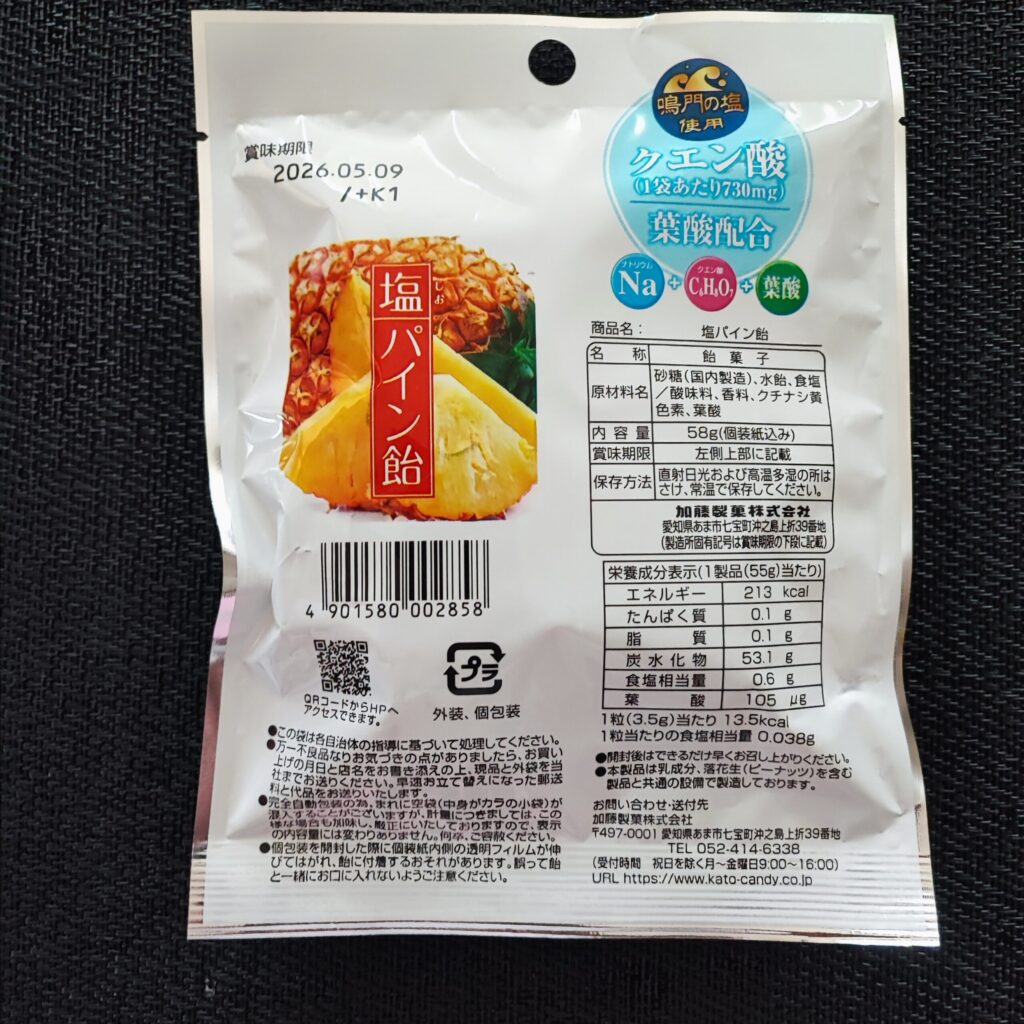 賞味期限
2026.05.09
/+K1
鳴門の塩
使用
クエン酸
(1袋あたり730mg)
葉酸配合
ナトリウム
Na
+
クエン酸
C6H8O7
+
葉酸
しお
塩パイン飴
商品名: 塩パイン飴
名称 飴菓子
原材料名 砂糖(国内製造)、水飴、食塩
/酸味料、香料、クチナシ黄
色素、葉酸
内容量 58g(個装紙込み)
賞味期限 左側上部に記載
保存方法 直射日光および高温多湿の所は
さけ、常温で保存してください。
加藤製菓株式会社
愛知県あま市七宝町沖之島上折39番地
(製造所固有記号は賞味期限の下段に記載)
栄養成分表示(1製品(55g)当たり)
エネルギー 213 kcal
たんぱく質 0.1 g
脂質 0.1 g
炭水化物 53.1 g
食塩相当量 0.6 g
葉酸 105 μg
1粒(3.5g)当たり 13.5kcal
1粒当たりの食塩相当量 0.038g
●開封後はできるだけ早くお召し上がりください。
●本製品は乳成分、落花生(ピーナッツ)を含む
製品と共通の設備で製造しております。
お問い合わせ・送付先
加藤製菓株式会社
〒497-0001 愛知県あま市七宝町沖之島上折39番地
TEL 052-414-6338
(受付時間 祝日を除く月～金曜日9:00～16:00)
URL https://www.kato-candy.co.jp
4 901580 002858
QRコードからHPへ
アクセスできます。
プラ
外装、個包装
●この袋は各自治体の指導に基づいて処理してください。
●万一不良品なりお気づきの点がありましたら、お買い
上げの月日と店名をお書き添えの上、現品と外袋を当
社までお送りください。早速お立て替えになった郵送
料と代品をお送りいたします。
●完全自動包装の為、まれに空袋(中身がカラの小袋)が
混入することがございますが、計量につきましては、この
様な場合も加味し、厳正にいたしておりますので、表示
の内容量には変わりありません。何卒、ご容赦ください。
●個包装を開封した際に個装紙内側の透明フィルムが伸
びてはがれ、飴に付着するおそれがあります。誤って飴
と一緒にお口に入れないようご注意ください。